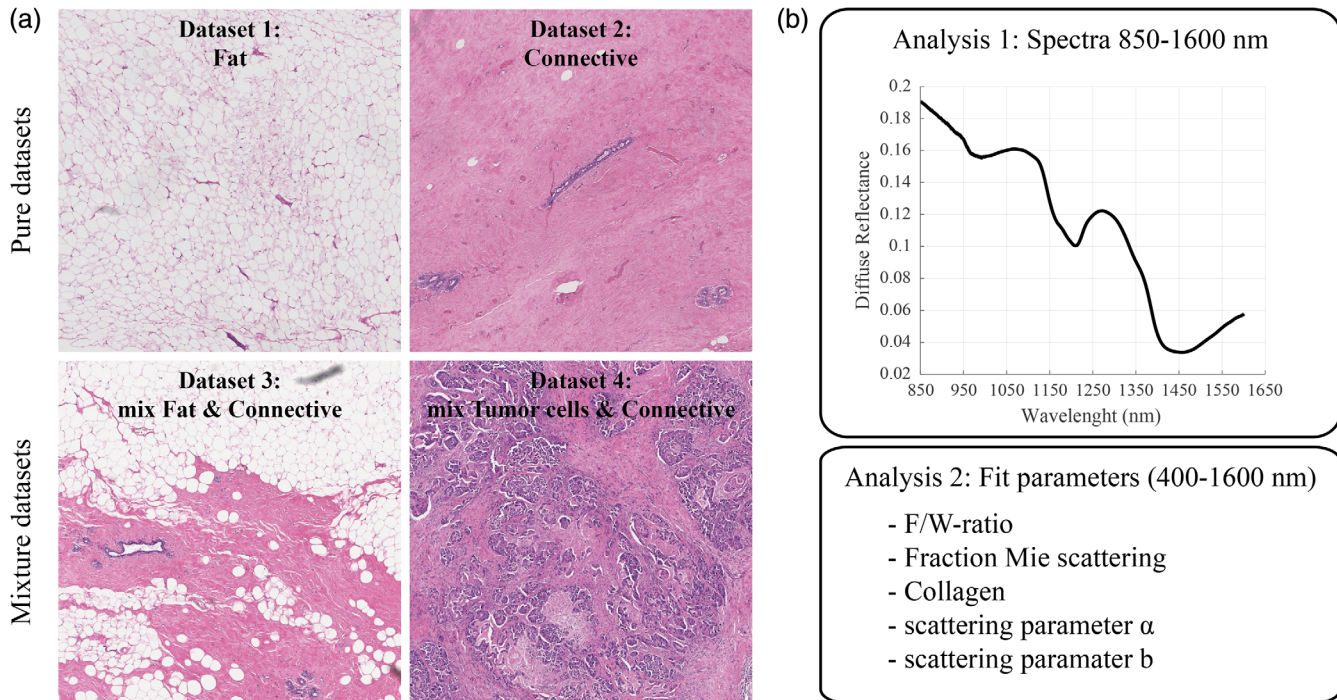 (a)
Pure datasets
Dataset 1:
Fat
Dataset 2:
Connective
Mixture datasets
Dataset 3:
mix Fat & Connective
Dataset 4:
mix Tumor cells & Connective
(b)
Analysis 1: Spectra 850-1600 nm
Diffuse Reflectance
0.2
0.18
0.16
0.14
0.12
0.1
0.08
0.06
0.04
0.02
850 950 1050 1150 1250 1350 1450 1550 1650
Wavelenght (nm)
Analysis 2: Fit parameters (400-1600 nm)
- F/W-ratio
- Fraction Mie scattering
- Collagen
- scattering parameter α
- scattering paramater b